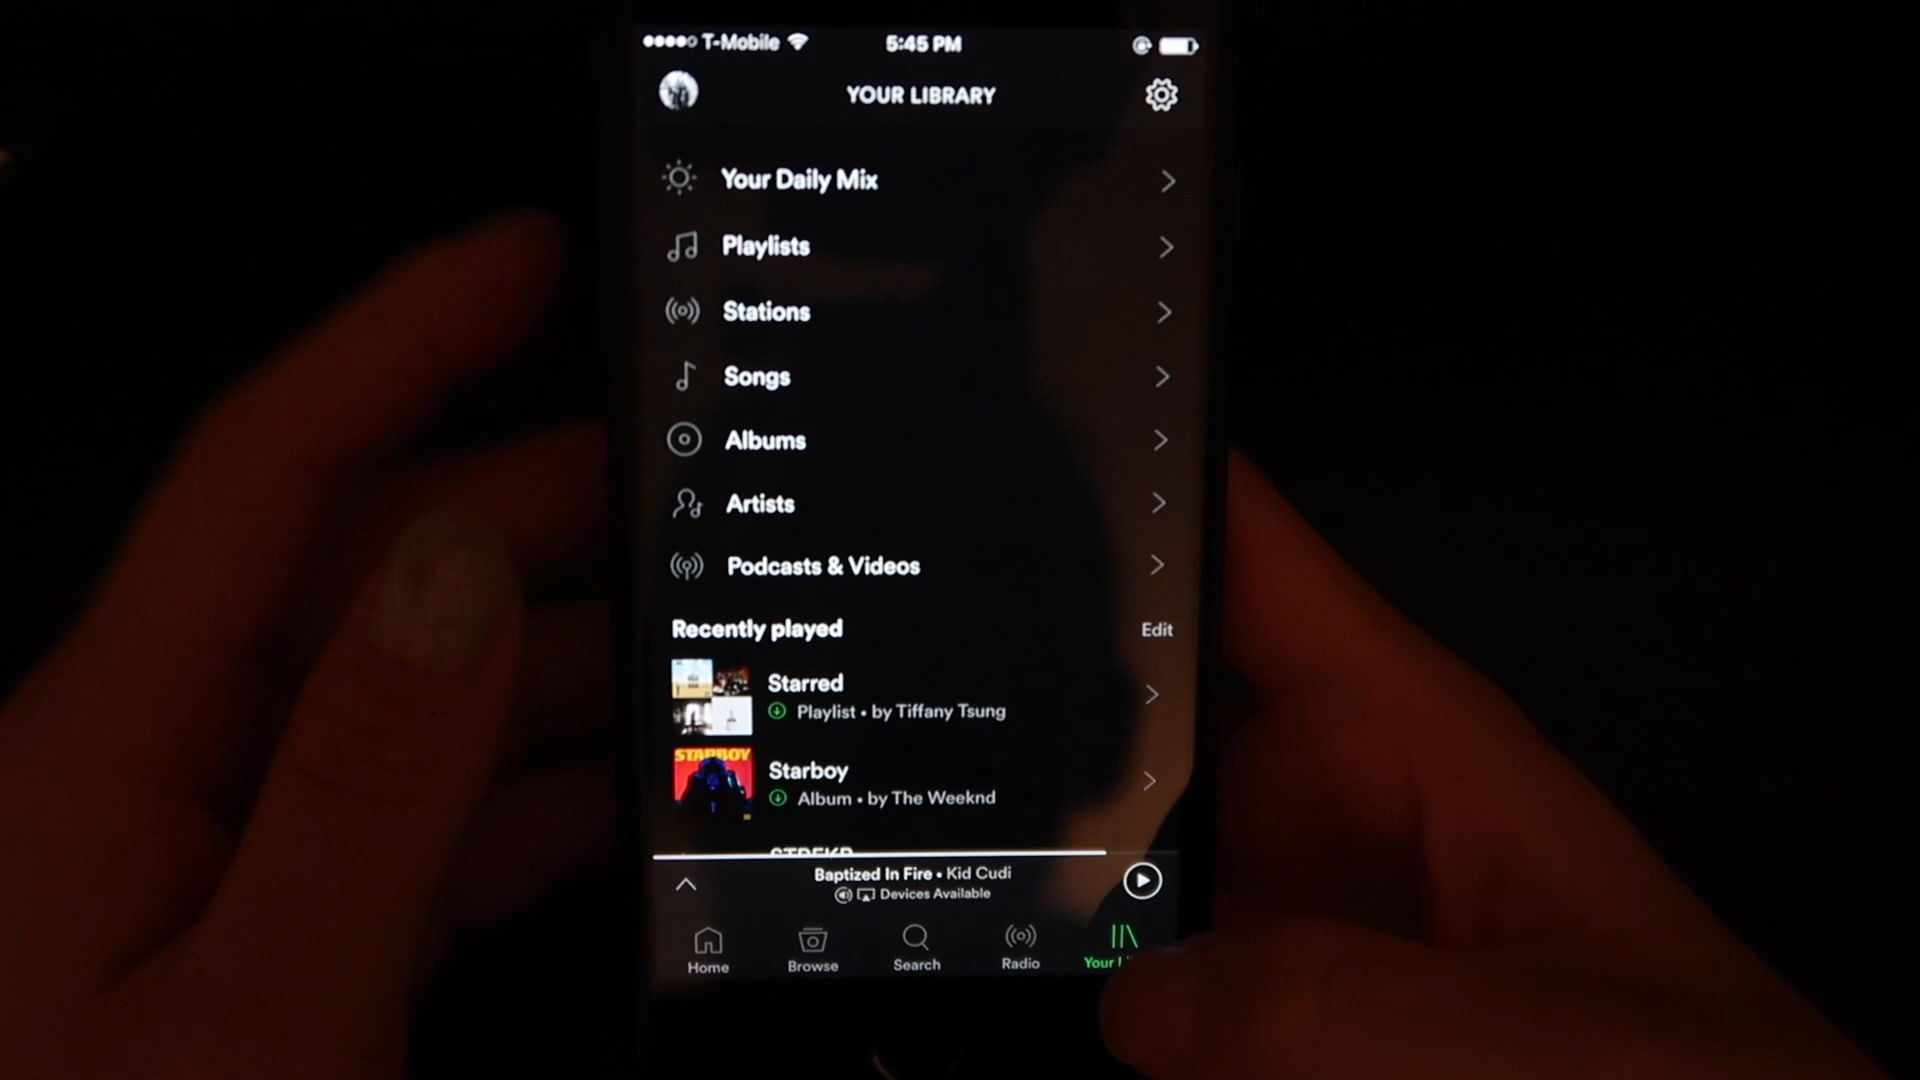 T-Mobile 5:45 PM
YOUR LIBRARY
Your Daily Mix
Playlists
Stations
Songs
Albums
Artists
Podcasts & Videos
Recently played Edit
Starred
Playlist • by Tiffany Tsung
STARBOY
Starboy
Album • by The Weeknd
Baptized In Fire • Kid Cudi
Devices Available
Home Browse Search Radio Your